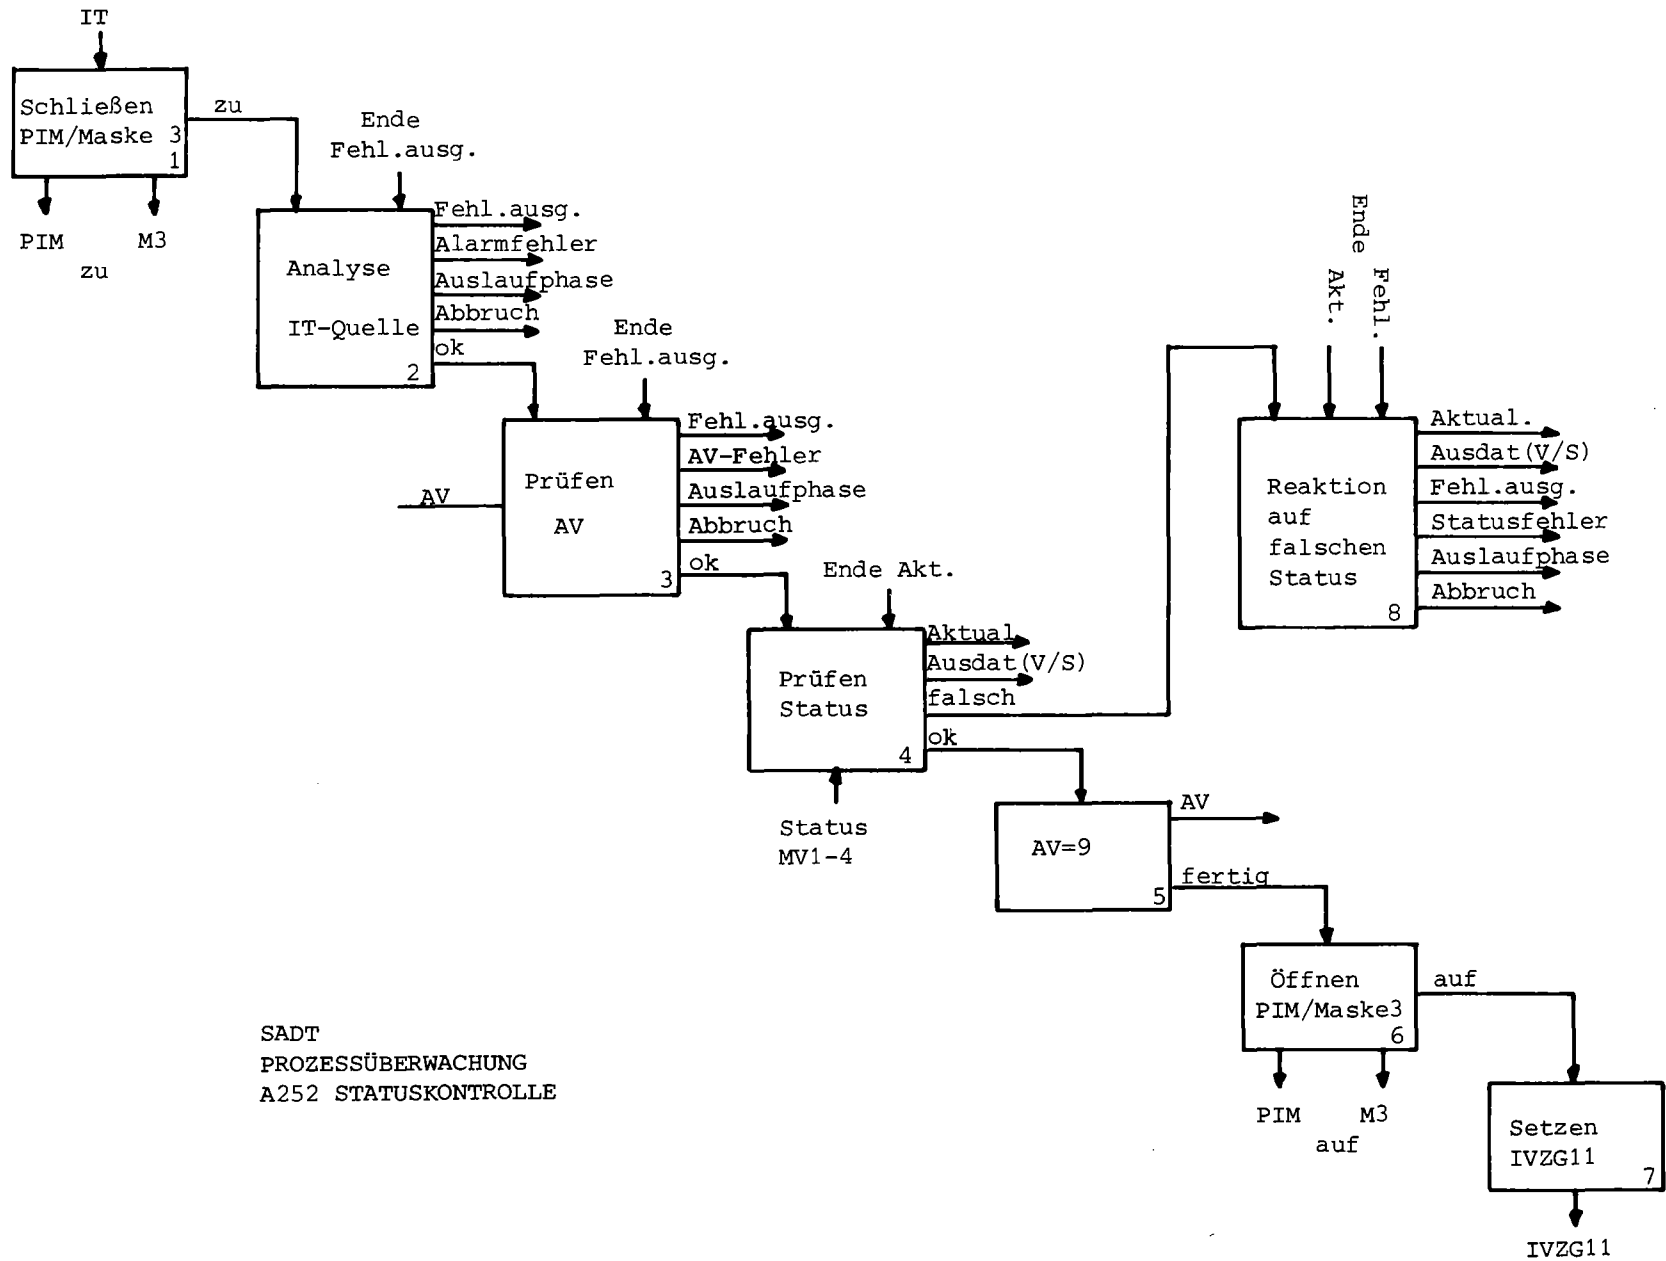 IT
Schließen
PIM/Maske 3
1
zu
PIM M3
zu
Ende
Fehl.ausg.
Analyse
IT-Quelle
2
Fehl.ausg.
Alarmfehler
Auslaufphase
Abbruch
ok
Ende
Fehl.ausg.
AV
Prüfen
AV
3
Fehl.ausg.
AV-Fehler
Auslaufphase
Abbruch
ok
Ende Akt.
Prüfen
Status
4
Status
MV1-4
Aktual
Ausdat(V/S)
falsch
ok
Ende
Akt. Fehl.
Reaktion
auf
falschen
Status
8
Aktual.
Ausdat(V/S)
Fehl.ausg.
Statusfehler
Auslaufphase
Abbruch
AV=9
5
AV
fertig
Öffnen
PIM/Maske3
6
auf
PIM M3
auf
Setzen
IVZG11
7
IVZG11
SADT
PROZESSÜBERWACHUNG
A252 STATUSKONTROLLE